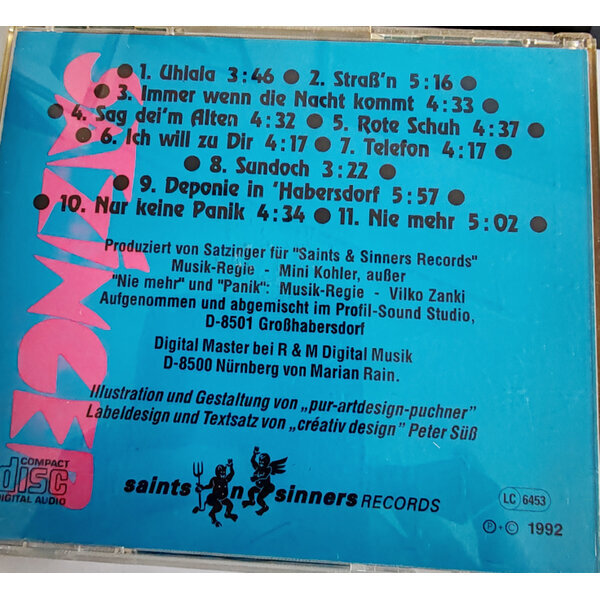 SATZINGER
● 1. Uhlala 3:46 ● 2. Straß'n 5:16 ●
● 3. Immer wenn die Nacht kommt 4:33 ●
● 4. Sag dei'm Alten 4:32 ● 5. Rote Schuh 4:37 ●
● 6. Ich will zu Dir 4:17 ● 7. Telefon 4:17 ●
● 8. Sundoch 3:22 ●
● 9. Deponie in 'Habersdorf 5:57 ●
● 10. Nur keine Panik 4:34 ● 11. Nie mehr 5:02 ●
Produziert von Satzinger für "Saints & Sinners Records"
Musik-Regie - Mini Kohler, außer
"Nie mehr" und "Panik": Musik-Regie - Vilko Zanki
Aufgenommen und abgemischt im Profil-Sound Studio,
D-8501 Großhabersdorf
Digital Master bei R & M Digital Musik
D-8500 Nürnberg von Marian Rain.
Illustration und Gestaltung von „pur-artdesign-puchner"
Labeldesign und Textsatz von „créativ design" Peter Süß
COMPACT
disc
DIGITAL AUDIO
saints n sinners RECORDS
LC 6453
Ⓟ + © 1992